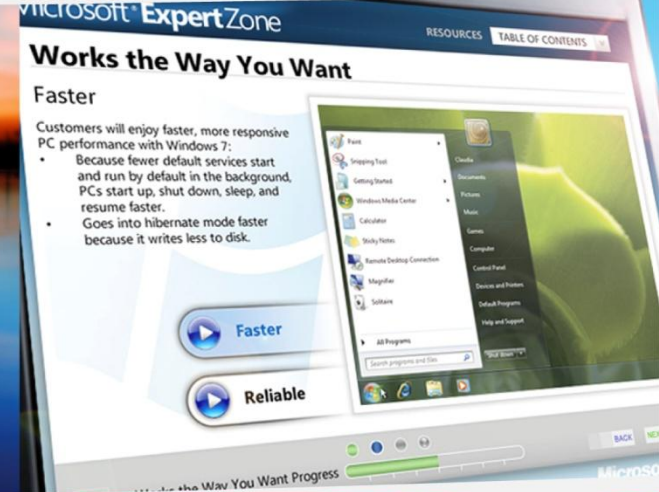 Microsoft® Expert Zone
RESOURCES
TABLE OF CONTENTS
Works the Way You Want
Faster
Customers will enjoy faster, more responsive
PC performance with Windows 7:
• Because fewer default services start
and run by default in the background,
PCs start up, shut down, sleep, and
resume faster.
• Goes into hibernate mode faster
because it writes less to disk.
Faster
Reliable
Paint
Snipping Tool
Getting Started
Windows Media Center
Calculator
Sticky Notes
Remote Desktop Connection
Magnifier
Solitaire
All Programs
Search programs and files
Claudia
Documents
Pictures
Music
Games
Computer
Control Panel
Devices and Printers
Default Programs
Help and Support
Shut down
Works the Way You Want Progress
BACK